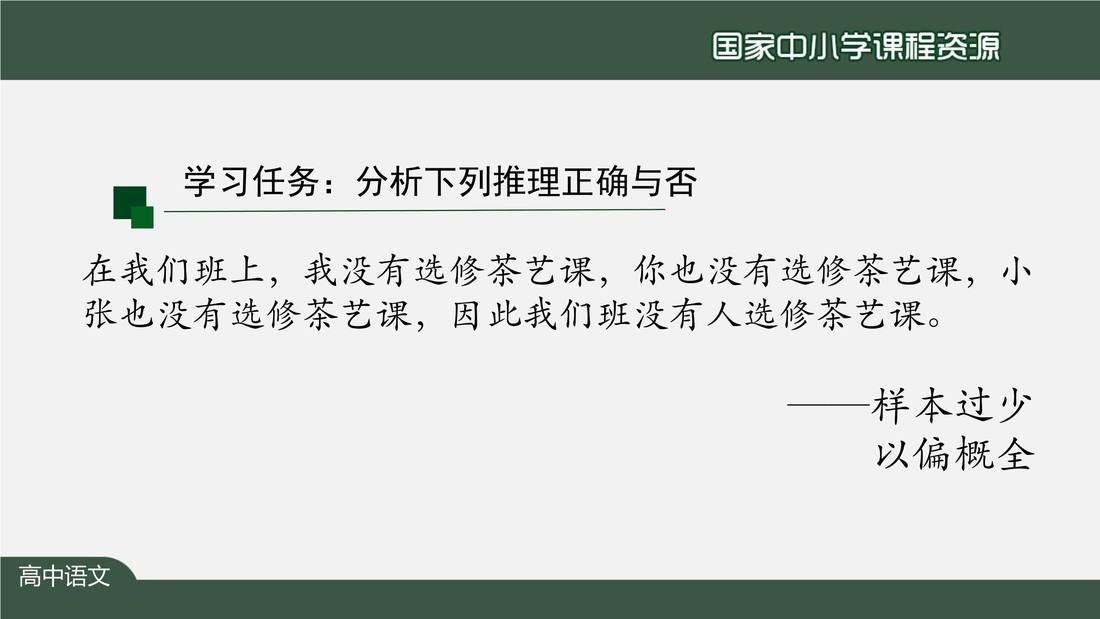 国家中小学课程资源
学习任务：分析下列推理正确与否
在我们班上，我没有选修茶艺课，你也没有选修茶艺课，小
张也没有选修茶艺课，因此我们班没有人选修茶艺课。
——样本过少
以偏概全
高中语文